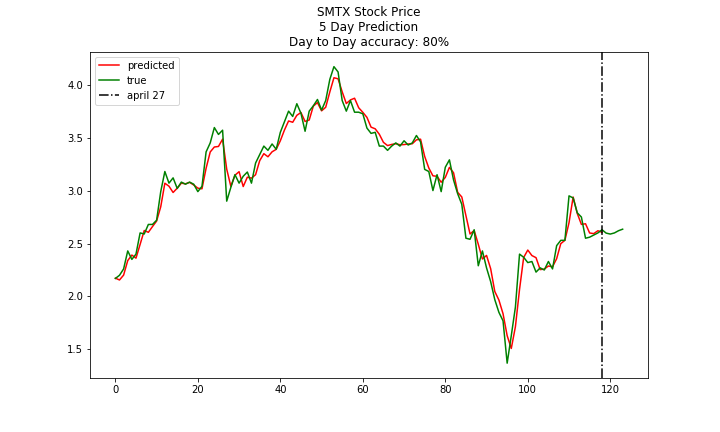 SMTX Stock Price
5 Day Prediction
Day to Day accuracy: 80%
predicted
true
april 27
4.0
3.5
3.0
2.5
2.0
1.5
0 20 40 60 80 100 120